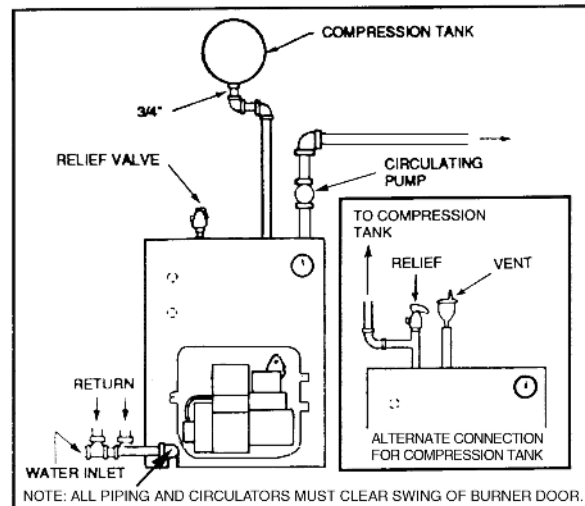 COMPRESSION TANK
3/4"
RELIEF VALVE
CIRCULATING
PUMP
TO COMPRESSION
TANK
RELIEF
VENT
RETURN
WATER INLET
ALTERNATE CONNECTION
FOR COMPRESSION TANK
NOTE: ALL PIPING AND CIRCULATORS MUST CLEAR SWING OF BURNER DOOR.